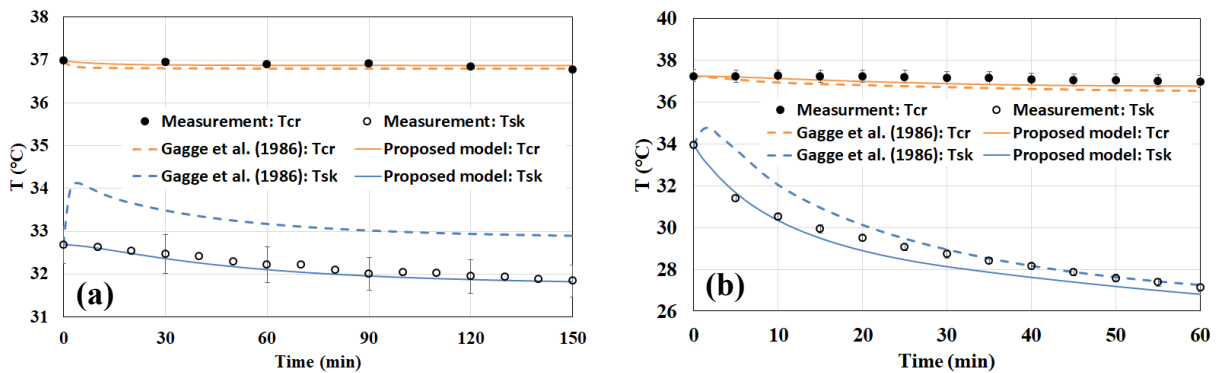 38
37
36
35
34
33
32
31
T (°C)
Measurement: Tcr
Measurement: Tsk
Gagge et al. (1986): Tcr
Proposed model: Tcr
Gagge et al. (1986): Tsk
Proposed model: Tsk
(a)
0 30 60 90 120 150
Time (min)
40
38
36
34
32
30
28
26
T (°C)
Measurment: Tcr
Measurement: Tsk
Gagge et al. (1986): Tcr
Proposed model: Tcr
Gagge et al. (1986): Tsk
Proposed model: Tsk
(b)
0 10 20 30 40 50 60
Time (min)